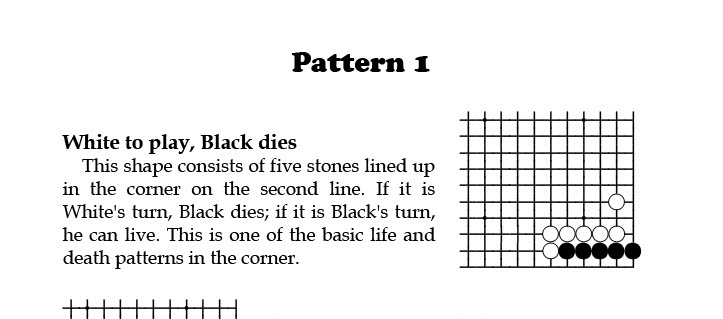 Pattern 1
White to play, Black dies
This shape consists of five stones lined up
in the corner on the second line. If it is
White's turn, Black dies; if it is Black's turn,
he can live. This is one of the basic life and
death patterns in the corner.